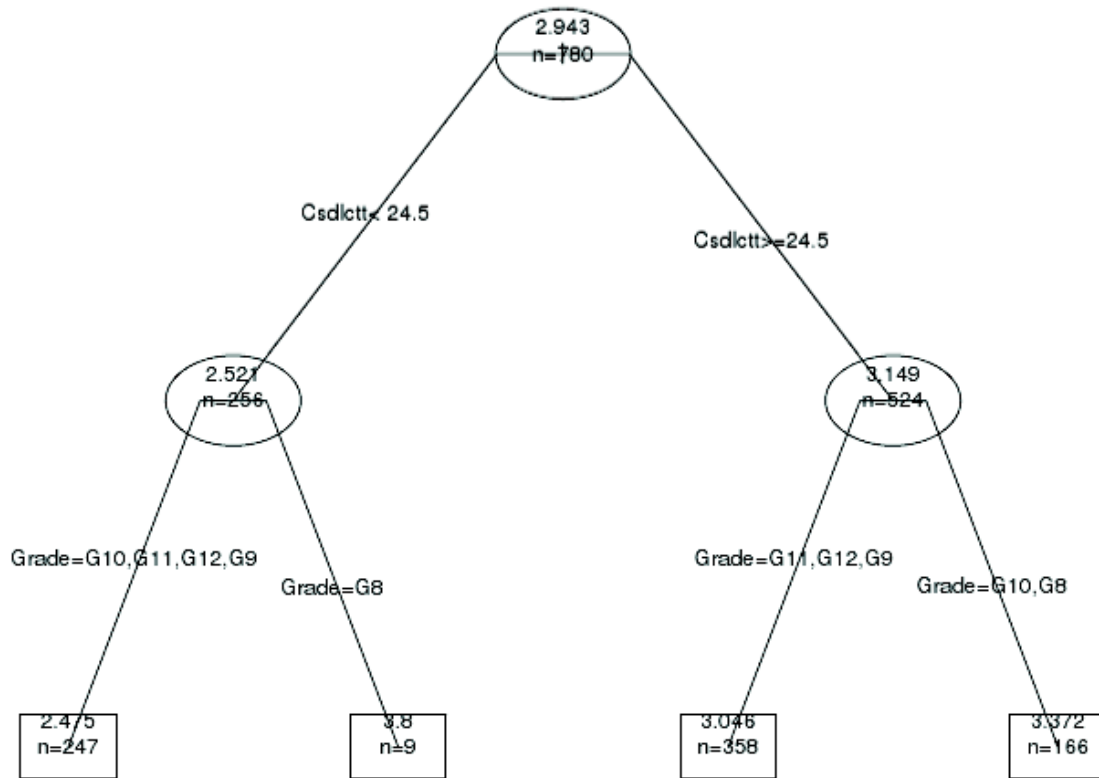 2.943
n=780
Csdlctt< 24.5
Csdlctt>=24.5
2.521
n=256
3.149
n=524
Grade=G10,G11,G12,G9
Grade=G8
Grade=G11,G12,G9
Grade=G10,G8
2.475
n=247
3.8
n=9
3.046
n=358
3.372
n=166